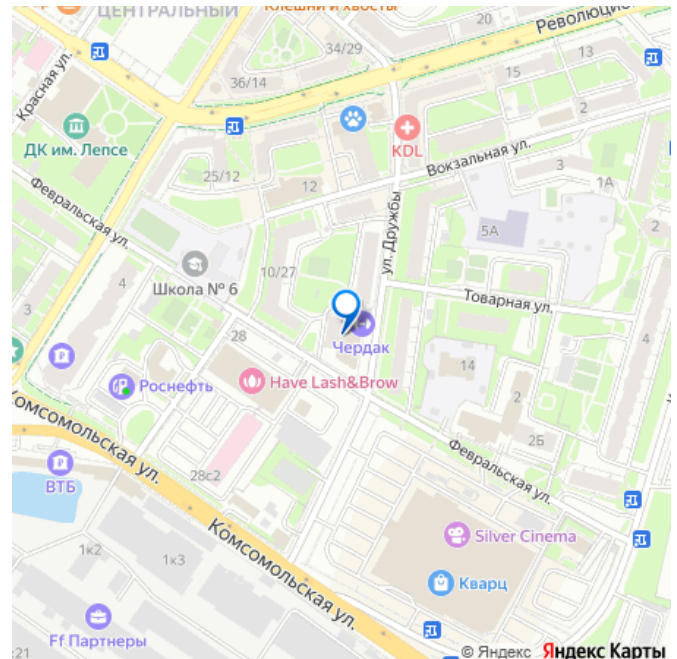 ЦЕНТРАЛЬНЫЙ
Клешни и хвосты
20
Революцион
34/29
13
36/14
15
Красная ул.
2
ДК им. Лепсе
KDL
Вокзальная ул.
25/12
12
3
1А
Февральская ул.
ул. Дружбы
5А
2
10/27
Школа № 6
4
3
Товарная ул.
28
Чердак
4
14
Роснефть
Have Lash&Brow
2
Комсомольская ул.
2Б
Февральская ул.
28с2
ВТБ
Silver Cinema
Комсомольская ул.
1к2
1к3
Кварц
Ff Партнеры
:21
© Яндекс Яндекс Карты